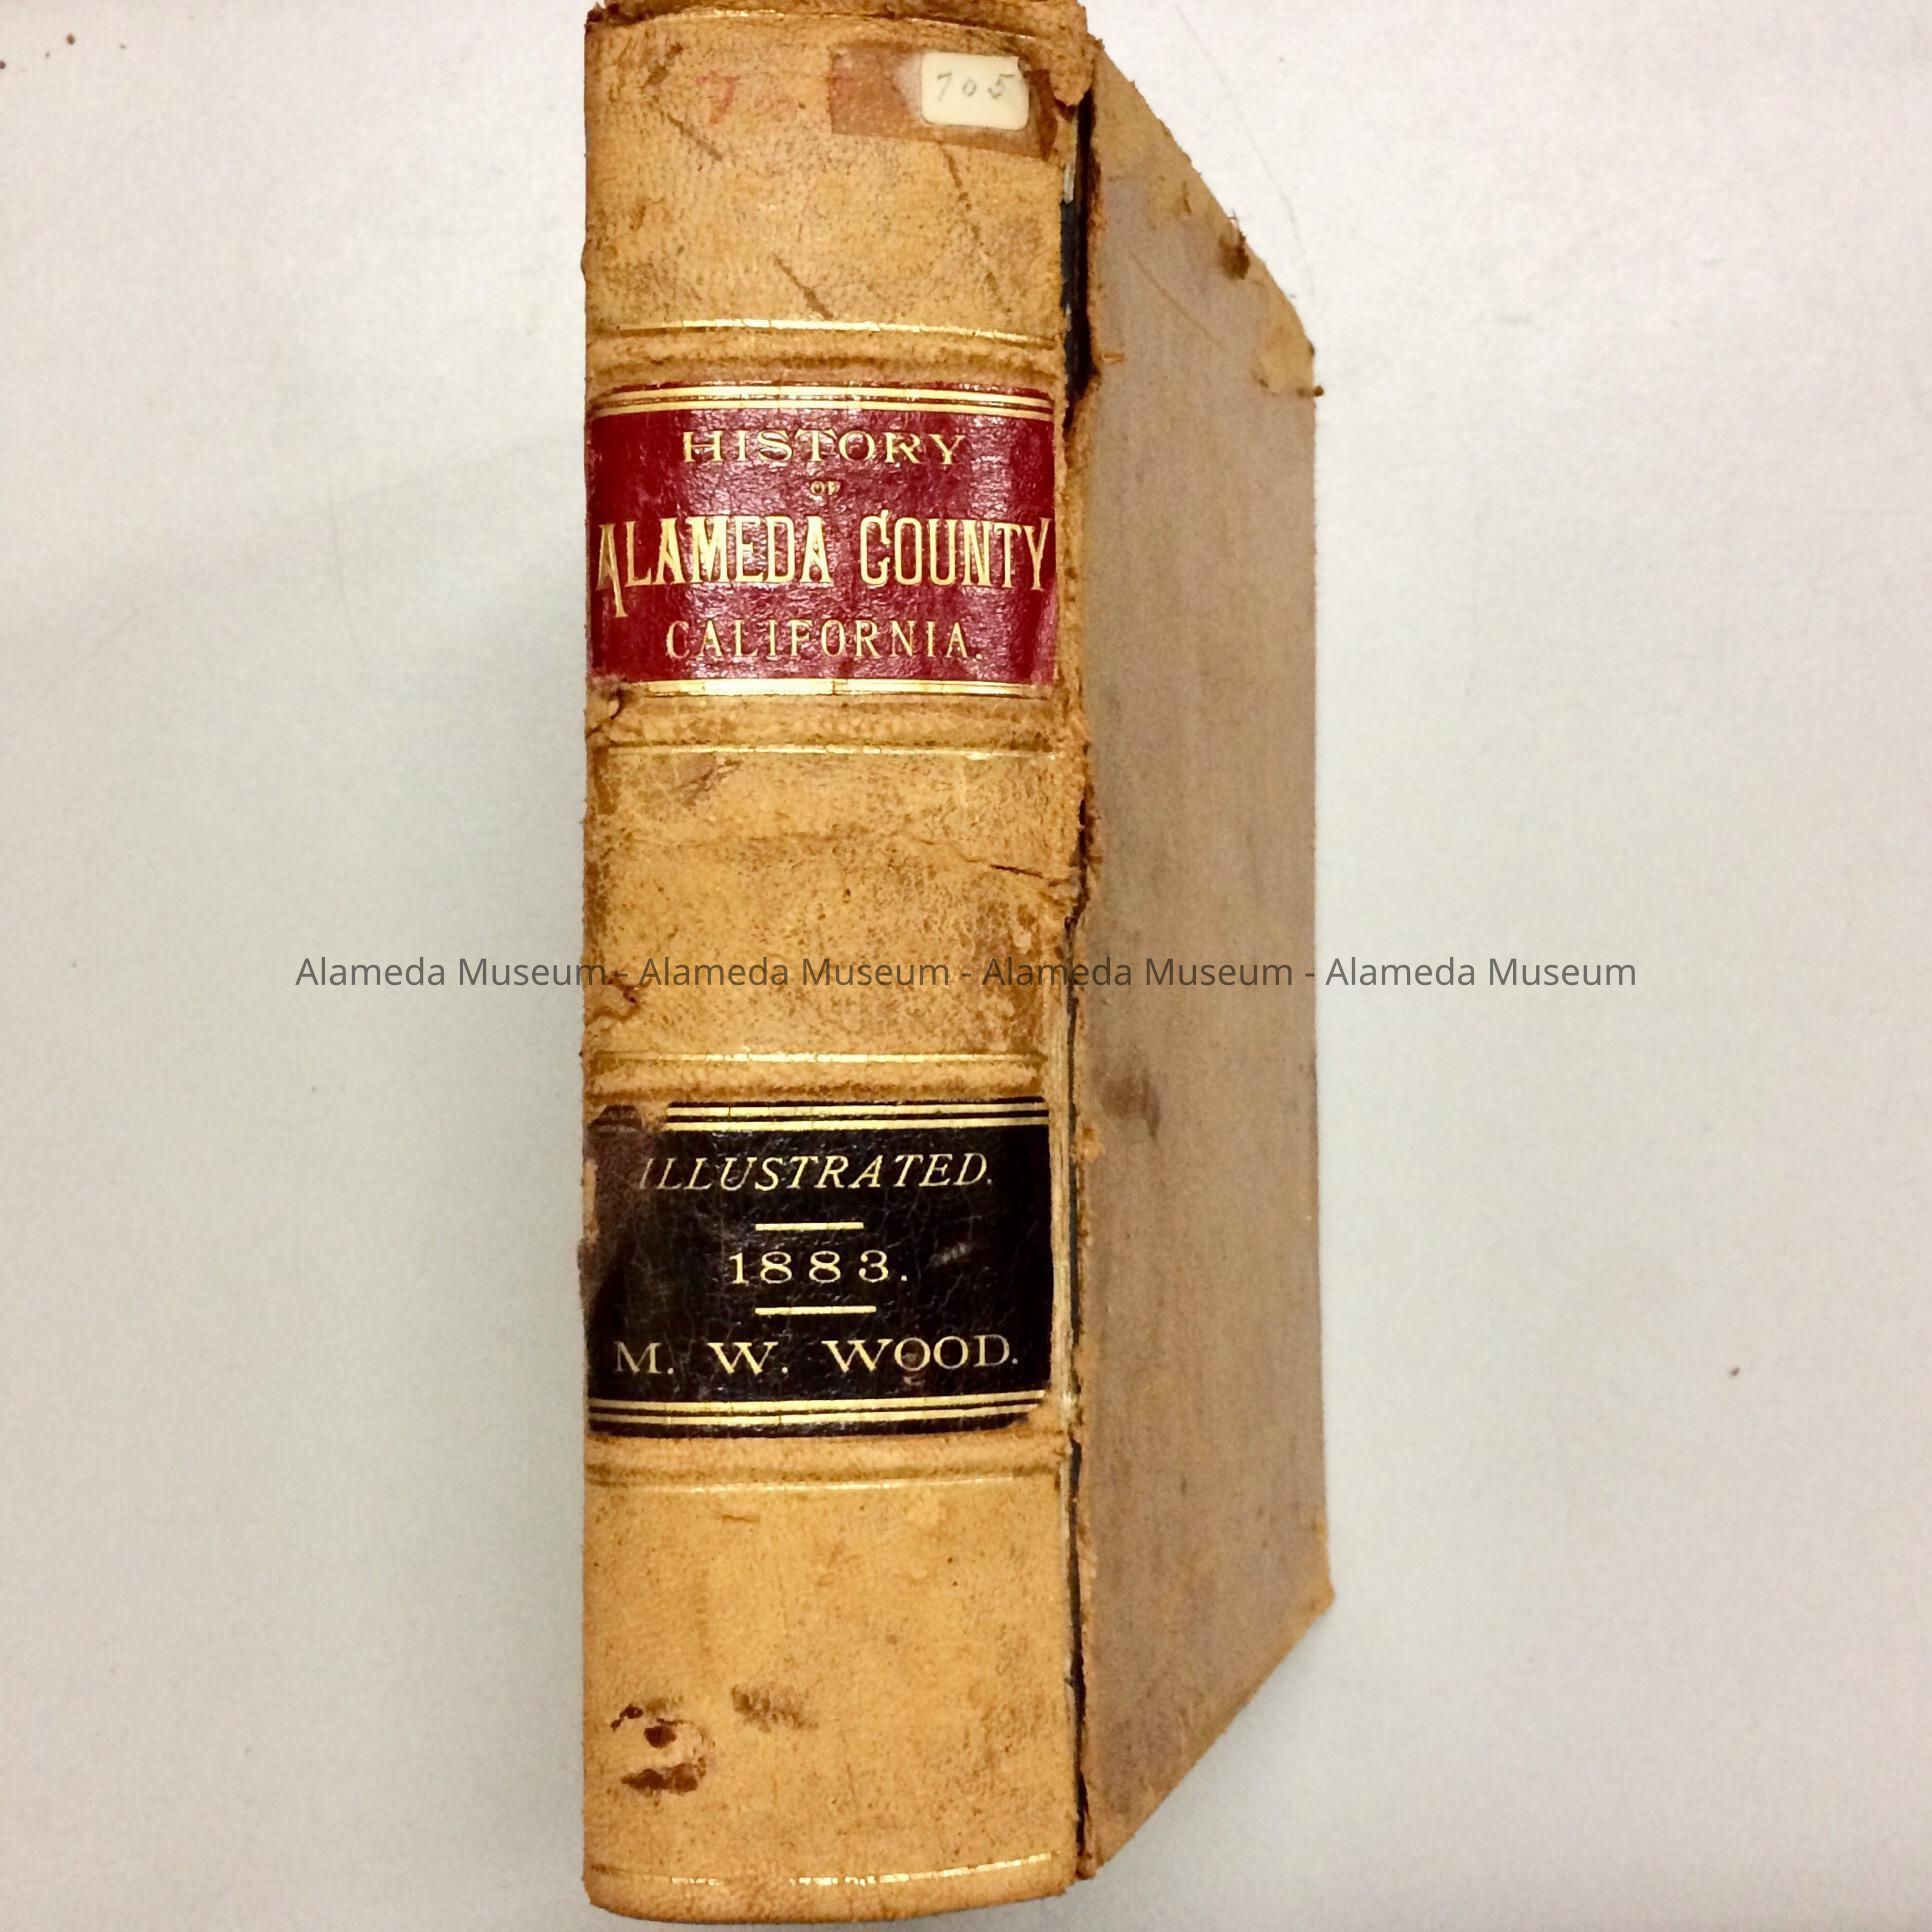 705
HISTORY
OF
ALAMEDA COUNTY
CALIFORNIA.
Alameda Museum - Alameda Museum - Alameda Museum - Alameda Museum
ILLUSTRATED.
1883.
M. W. WOOD.